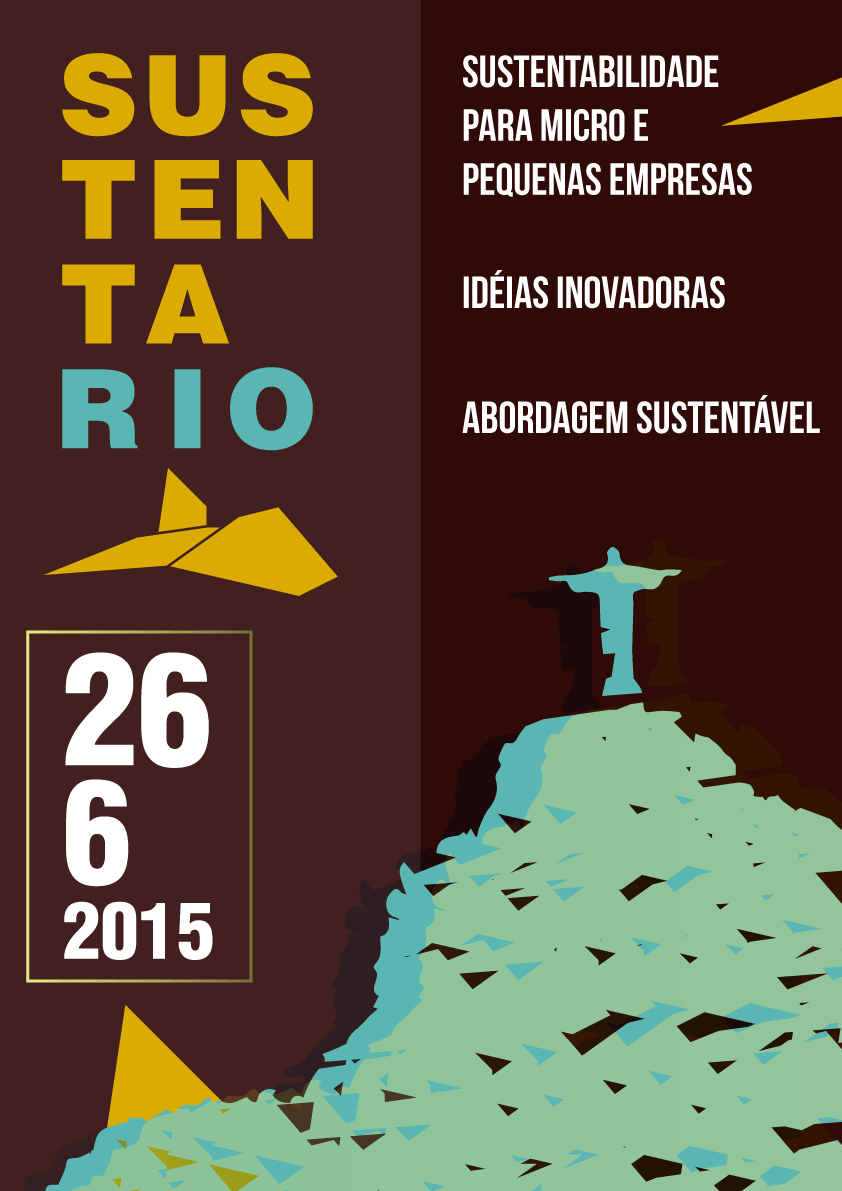 SUS
TEN
TA
RIO
26
6
2015
SUSTENTABILIDADE
PARA MICRO E
PEQUENAS EMPRESAS
IDÉIAS INOVADORAS
ABORDAGEM SUSTENTÁVEL